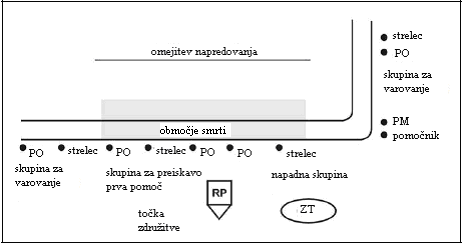 strelec
omejitev napredovanja
PO
skupina za
varovanje
PM
območje smrti
pomočnik
PO
strelec
PO
strelec
PO
PO
strelec
skupina za
varovanje
skupina za preiskavo
prva pomoč
napadna skupina
RP
točka
združitve
ZT